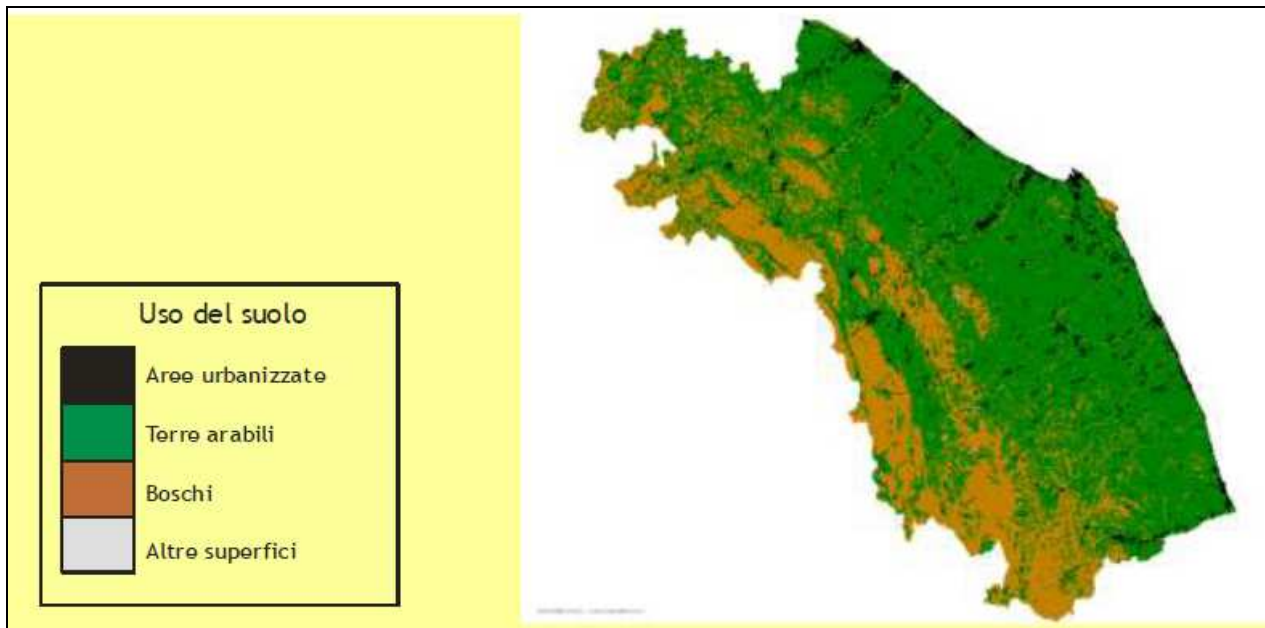 Uso del suolo
Aree urbanizzate
Terre arabili
Boschi
Altre superfici